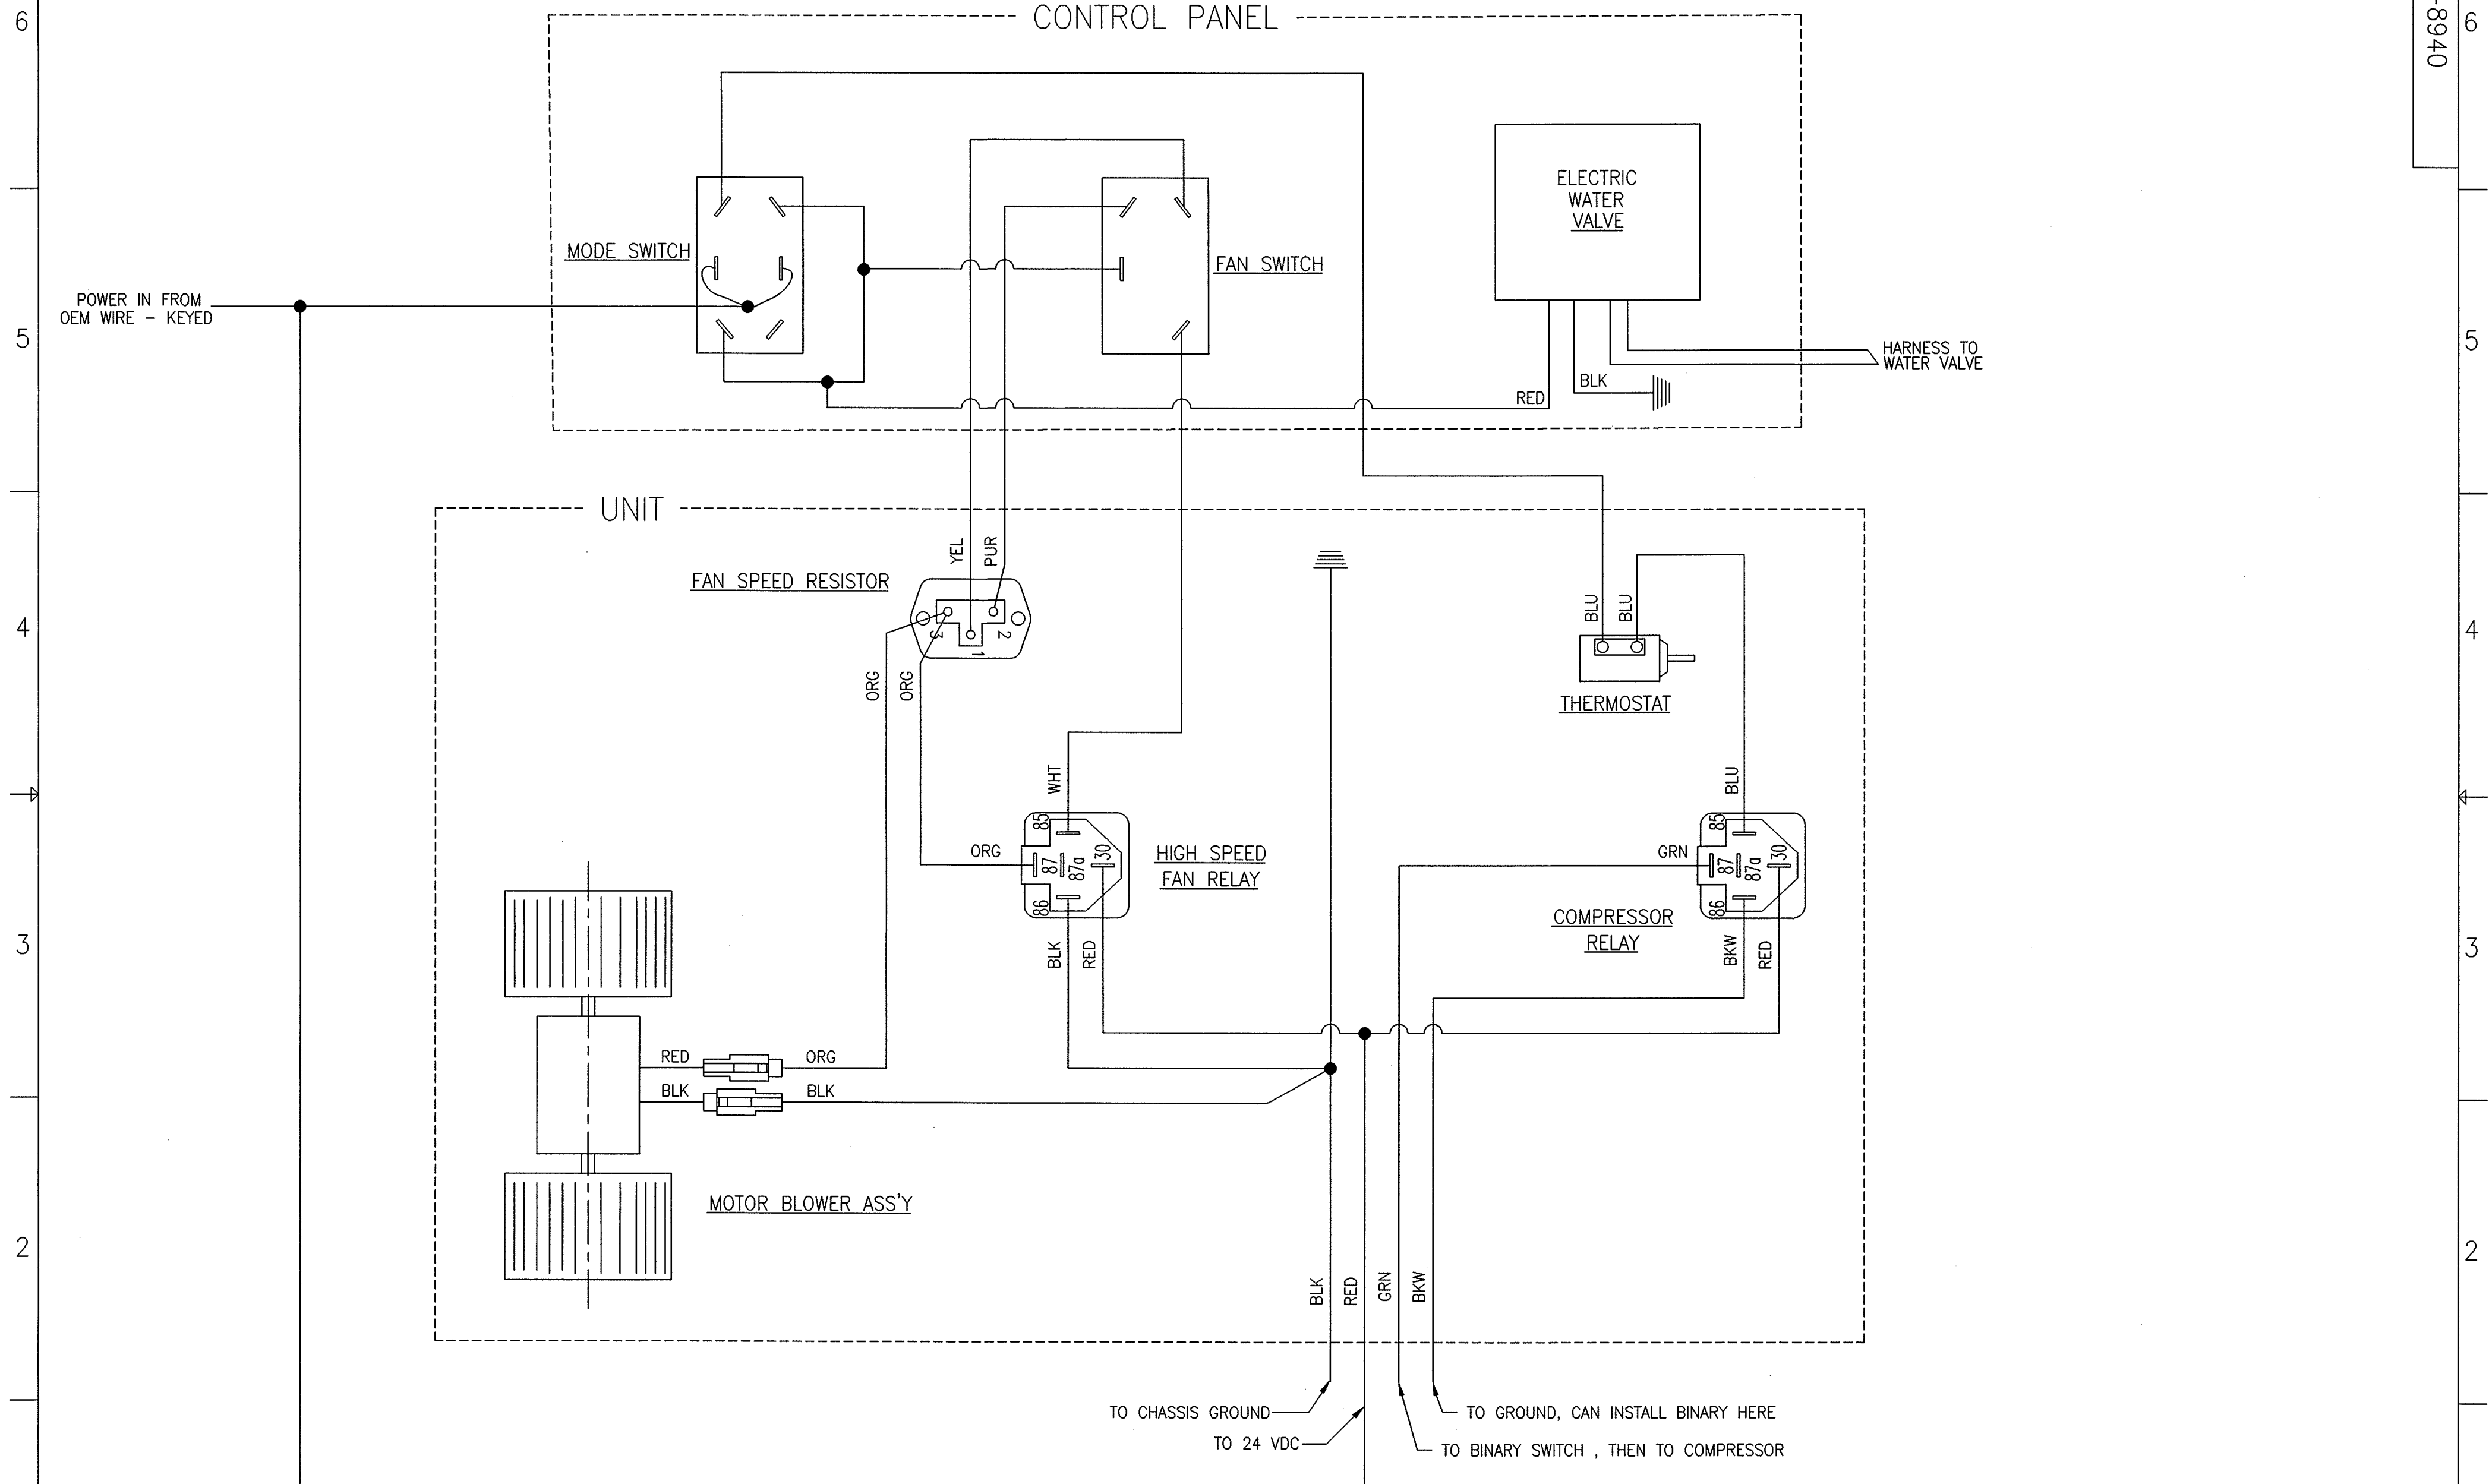 6
CONTROL PANEL
-8940
6
ELECTRIC
WATER
VALVE
MODE SWITCH
FAN SWITCH
POWER IN FROM
OEM WIRE - KEYED
5
5
HARNESS TO
WATER VALVE
BLK
RED
UNIT
YEL
PUR
FAN SPEED RESISTOR
3
2
1
BLU
BLU
4
4
ORG
ORG
THERMOSTAT
WHT
BLU
85
87
87a
30
86
ORG
HIGH SPEED
FAN RELAY
GRN
85
87
87a
30
86
COMPRESSOR
RELAY
3
3
BLK
RED
BKW
RED
RED
ORG
BLK
BLK
MOTOR BLOWER ASS'Y
2
2
BLK
RED
GRN
BKW
TO CHASSIS GROUND
TO GROUND, CAN INSTALL BINARY HERE
TO 24 VDC
TO BINARY SWITCH , THEN TO COMPRESSOR